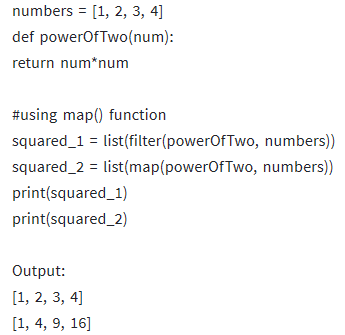 numbers = [1, 2, 3, 4]
def powerOfTwo(num):
return num*num
#using map() function
squared_1 = list(filter(powerOfTwo, numbers))
squared_2 = list(map(powerOfTwo, numbers))
print(squared_1)
print(squared_2)
Output:
[1, 2, 3, 4]
[1, 4, 9, 16]